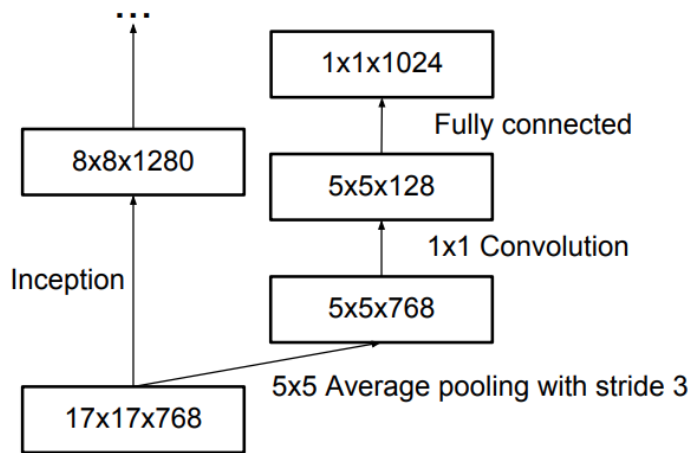 ...
1x1x1024
Fully connected
8x8x1280
5x5x128
1x1 Convolution
Inception
5x5x768
5x5 Average pooling with stride 3
17x17x768